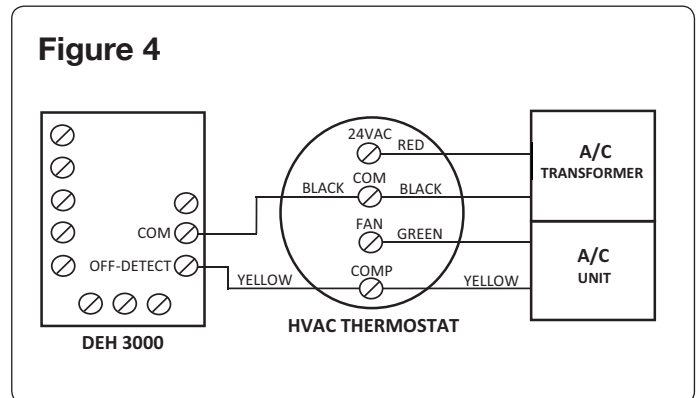 Figure 4
24VAC
RED
A/C
TRANSFORMER
COM
BLACK
BLACK
COM
FAN
GREEN
A/C
UNIT
OFF-DETECT
YELLOW
COMP
YELLOW
HVAC THERMOSTAT
DEH 3000